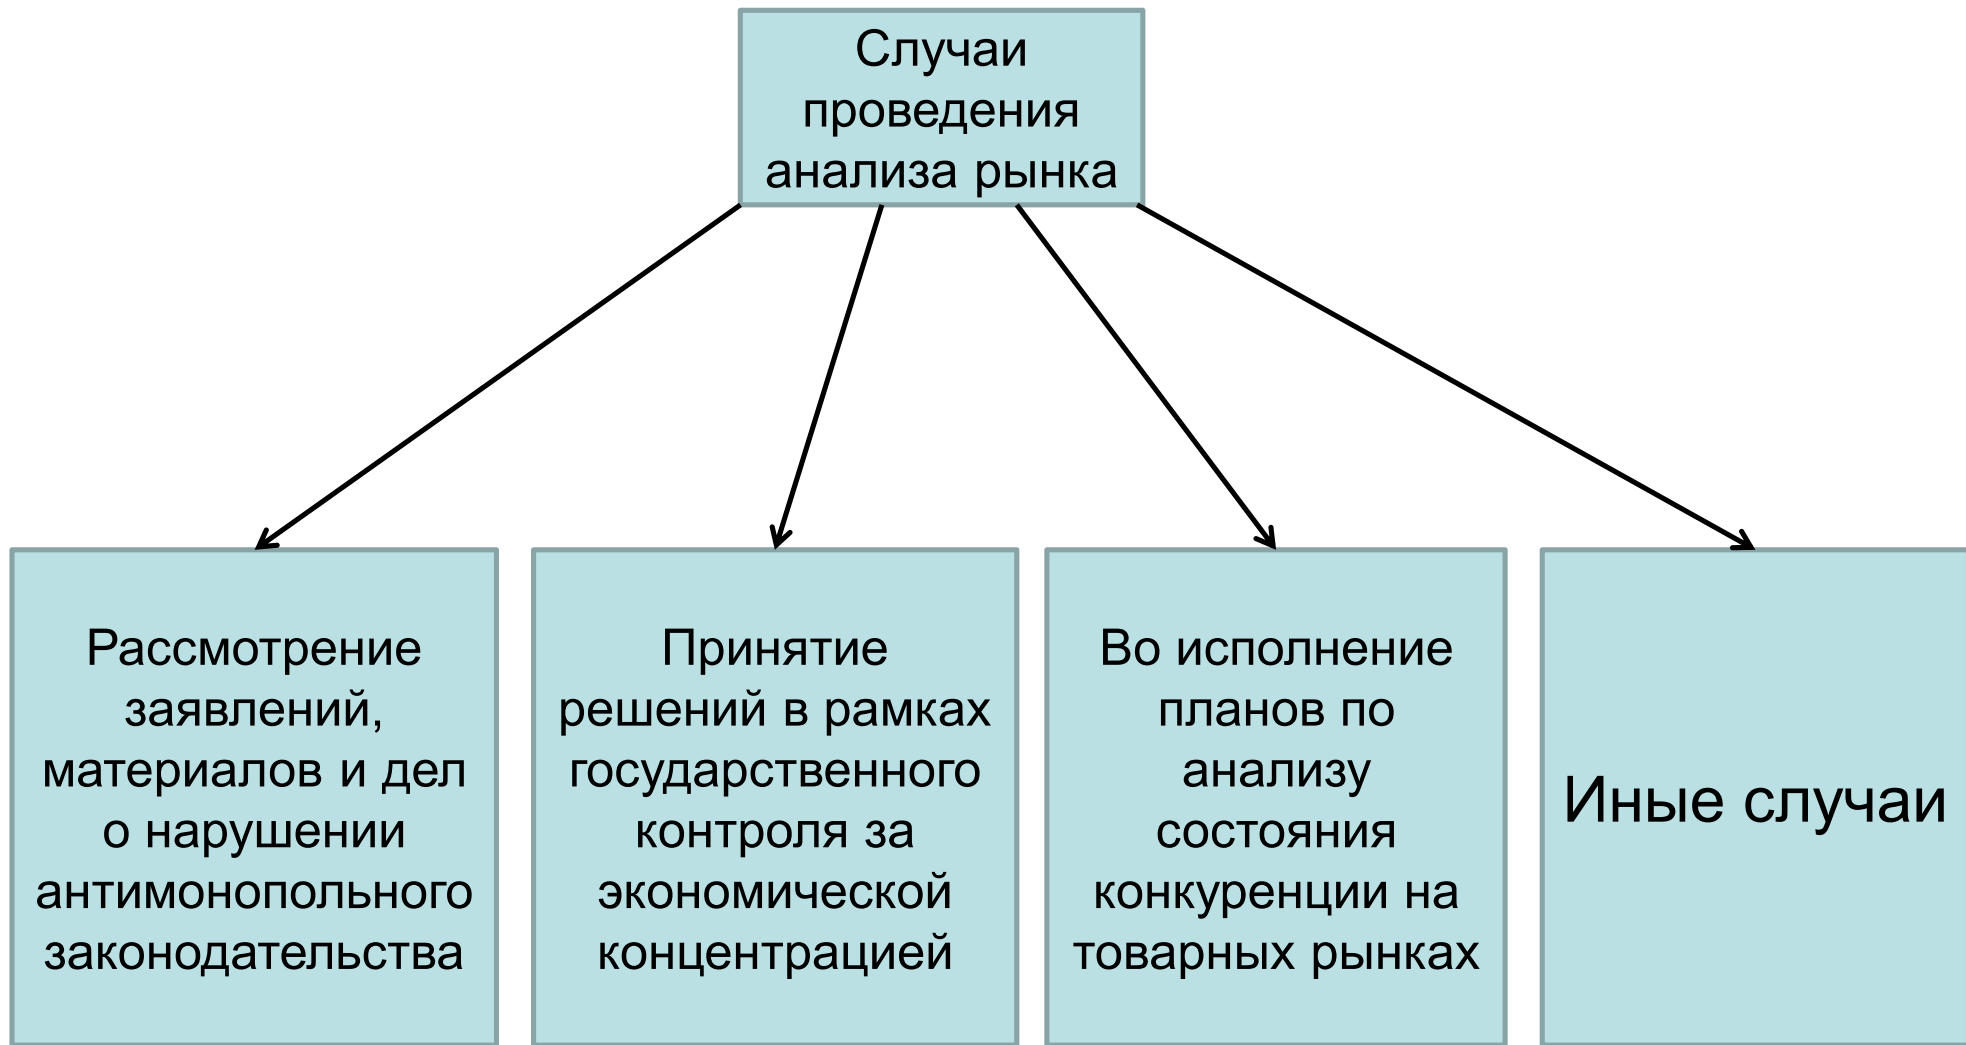 Случаи
проведения
анализа рынка
Рассмотрение
заявлений,
материалов и дел
о нарушении
антимонопольного
законодательства
Принятие
решений в рамках
государственного
контроля за
экономической
концентрацией
Во исполнение
планов по
анализу
состояния
конкуренции на
товарных рынках
Иные случаи